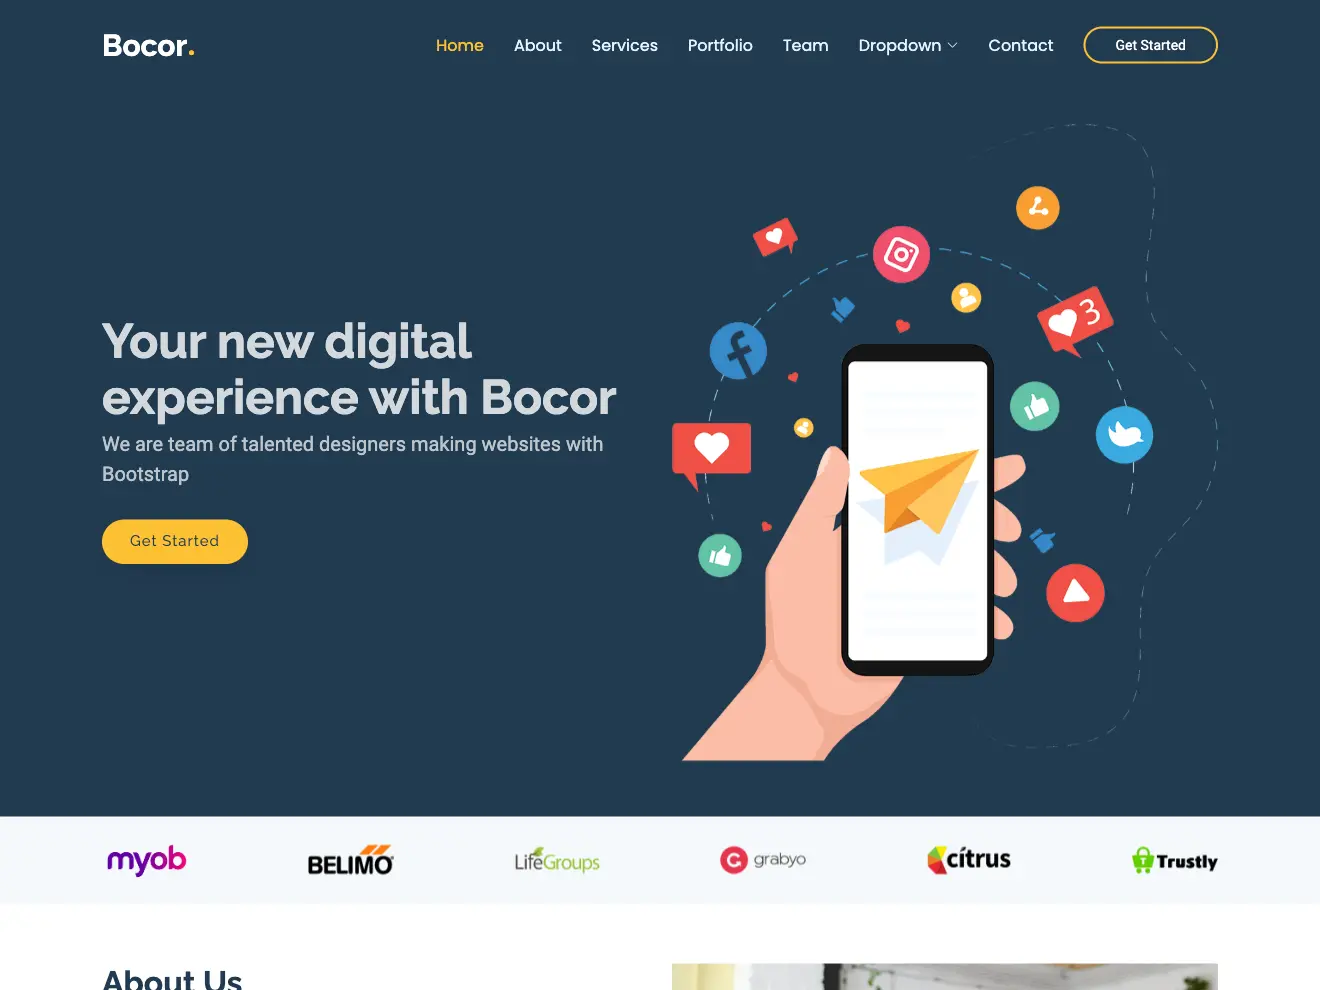 Bocor.
Home About Services Portfolio Team Dropdown Contact Get Started
3
Your new digital
experience with Bocor
We are team of talented designers making websites with
Bootstrap
Get Started
myob BELIMO LifeGroups grabyo cítrus Trustly
About Us